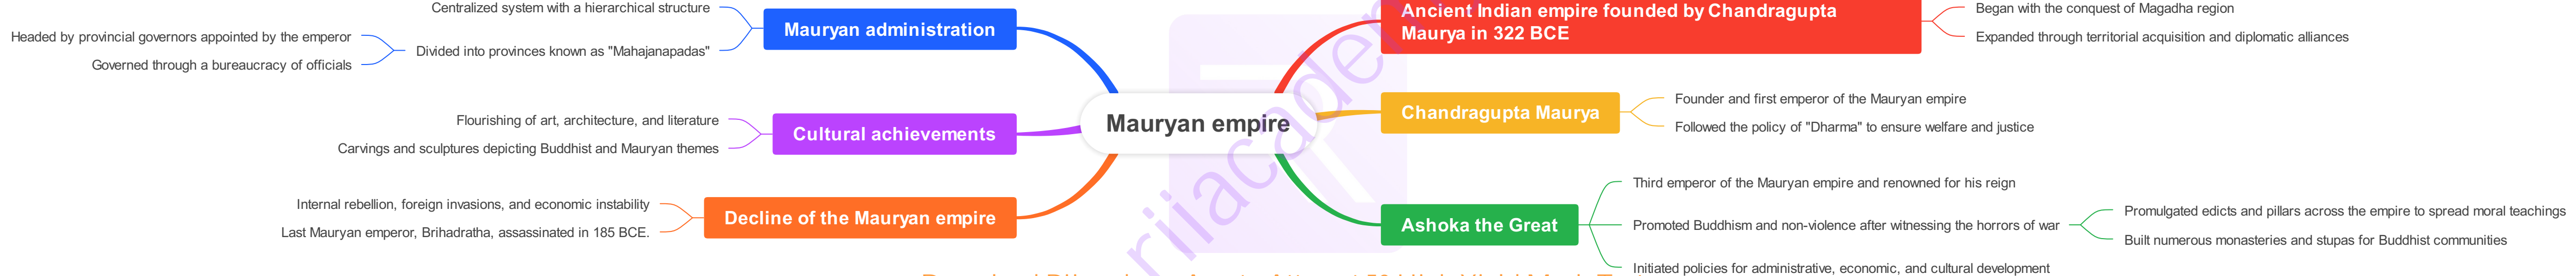 Mauryan empire
Ancient Indian empire founded by Chandragupta
Maurya in 322 BCE
Began with the conquest of Magadha region
Expanded through territorial acquisition and diplomatic alliances
Chandragupta Maurya
Founder and first emperor of the Mauryan empire
Followed the policy of "Dharma" to ensure welfare and justice
Ashoka the Great
Third emperor of the Mauryan empire and renowned for his reign
Promoted Buddhism and non-violence after witnessing the horrors of war
Promulgated edicts and pillars across the empire to spread moral teachings
Built numerous monasteries and stupas for Buddhist communities
Initiated policies for administrative, economic, and cultural development
Mauryan administration
Centralized system with a hierarchical structure
Divided into provinces known as "Mahajanapadas"
Headed by provincial governors appointed by the emperor
Governed through a bureaucracy of officials
Cultural achievements
Flourishing of art, architecture, and literature
Carvings and sculptures depicting Buddhist and Mauryan themes
Decline of the Mauryan empire
Internal rebellion, foreign invasions, and economic instability
Last Mauryan emperor, Brihadratha, assassinated in 185 BCE.